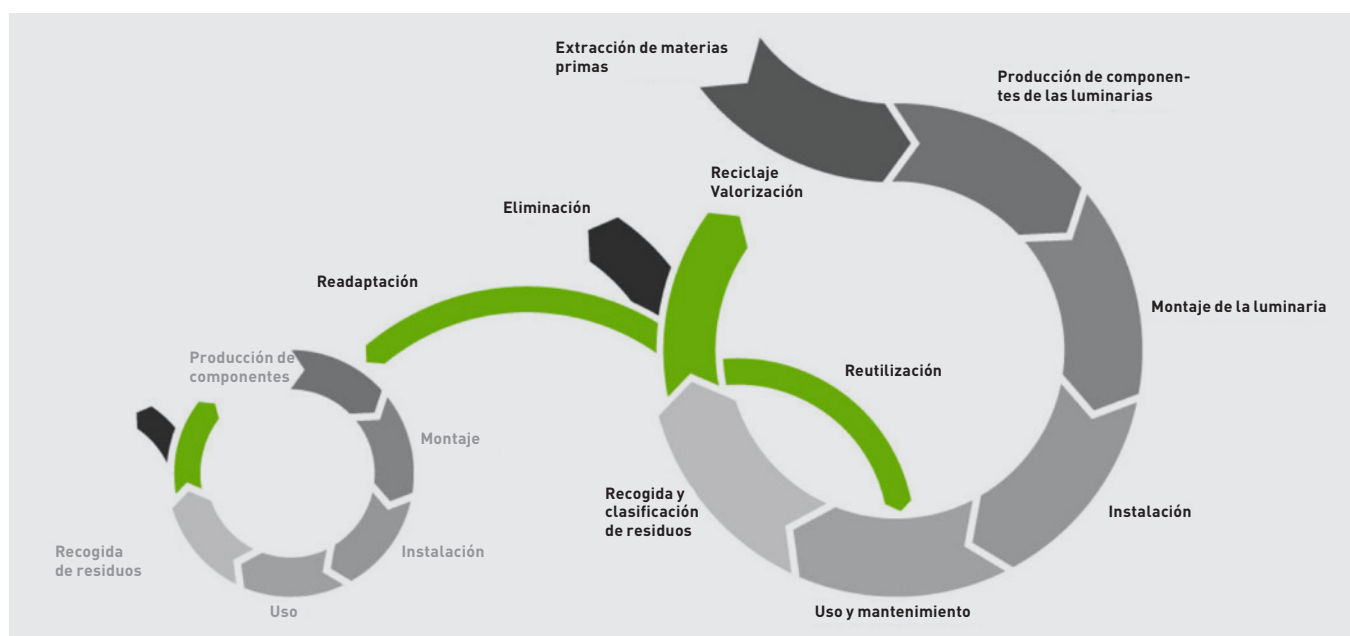 Extracción de materias
primas
Producción de componen-
tes de las luminarias
Reciclaje
Valorización
Eliminación
Readaptación
Montaje de la luminaria
Producción de
componentes
Reutilización
Montaje
Recogida y
clasificación
de residuos
Instalación
Recogida
de residuos
Instalación
Uso
Uso y mantenimiento